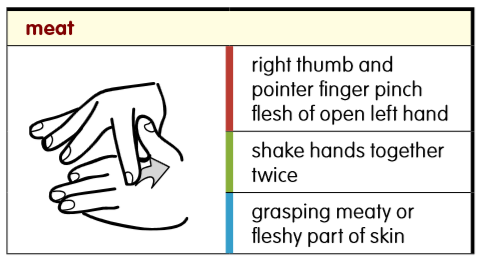 meat
right thumb and
pointer finger pinch
flesh of open left hand
shake hands together
twice
grasping meaty or
fleshy part of skin